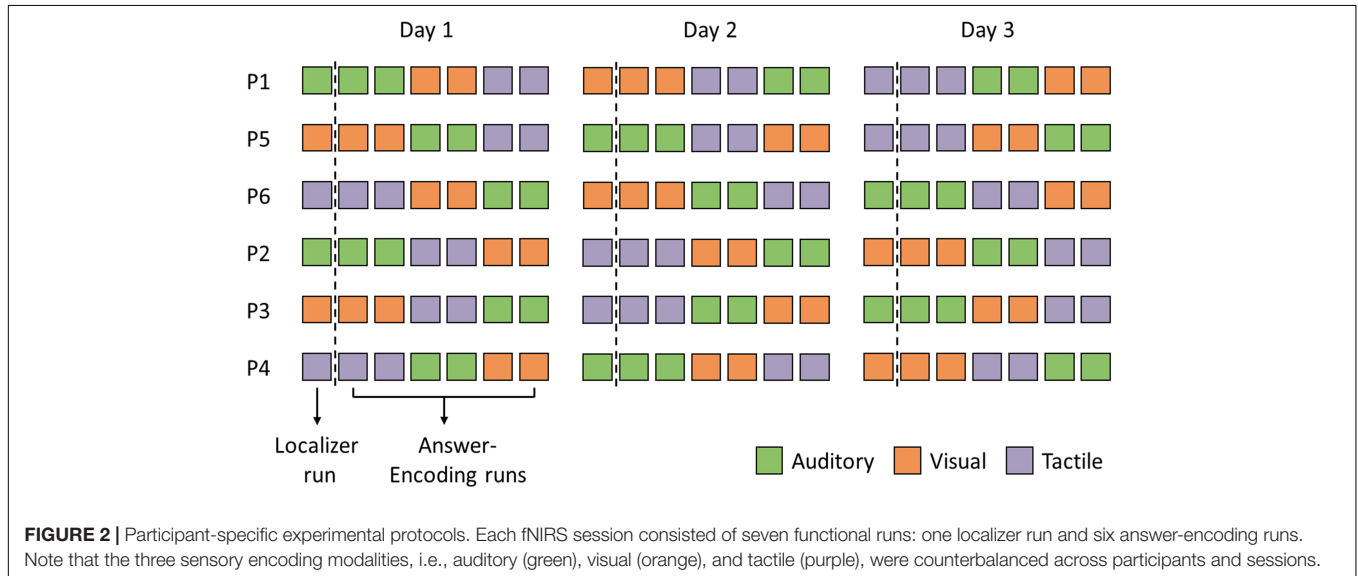 Day 1 Day 2 Day 3
P1
P5
P6
P2
P3
P4
Localizer
run
Answer-
Encoding runs
Auditory Visual Tactile
FIGURE 2 | Participant-specific experimental protocols. Each fNIRS session consisted of seven functional runs: one localizer run and six answer-encoding runs.
Note that the three sensory encoding modalities, i.e., auditory (green), visual (orange), and tactile (purple), were counterbalanced across participants and sessions.